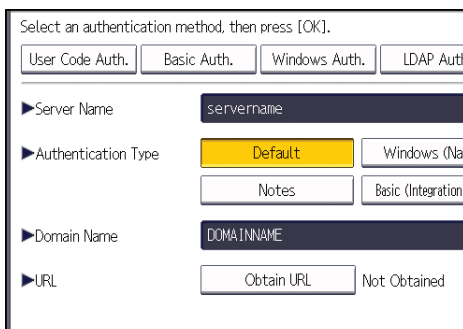 Select an authentication method, then press [OK].
User Code Auth. Basic Auth. Windows Auth. LDAP Auth
►Server Name servername
►Authentication Type Default Windows (Na
Notes Basic (Integration
►Domain Name DOMAINNAME
►URL Obtain URL Not Obtained